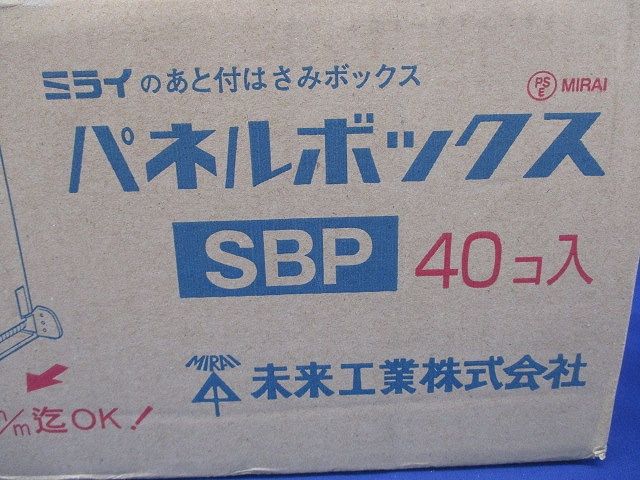 ミライのあと付はさみボックス
PSE MIRAI
パネルボックス
SBP 40コ入
MIRAI 未来工業株式会社
m/m迄OK!